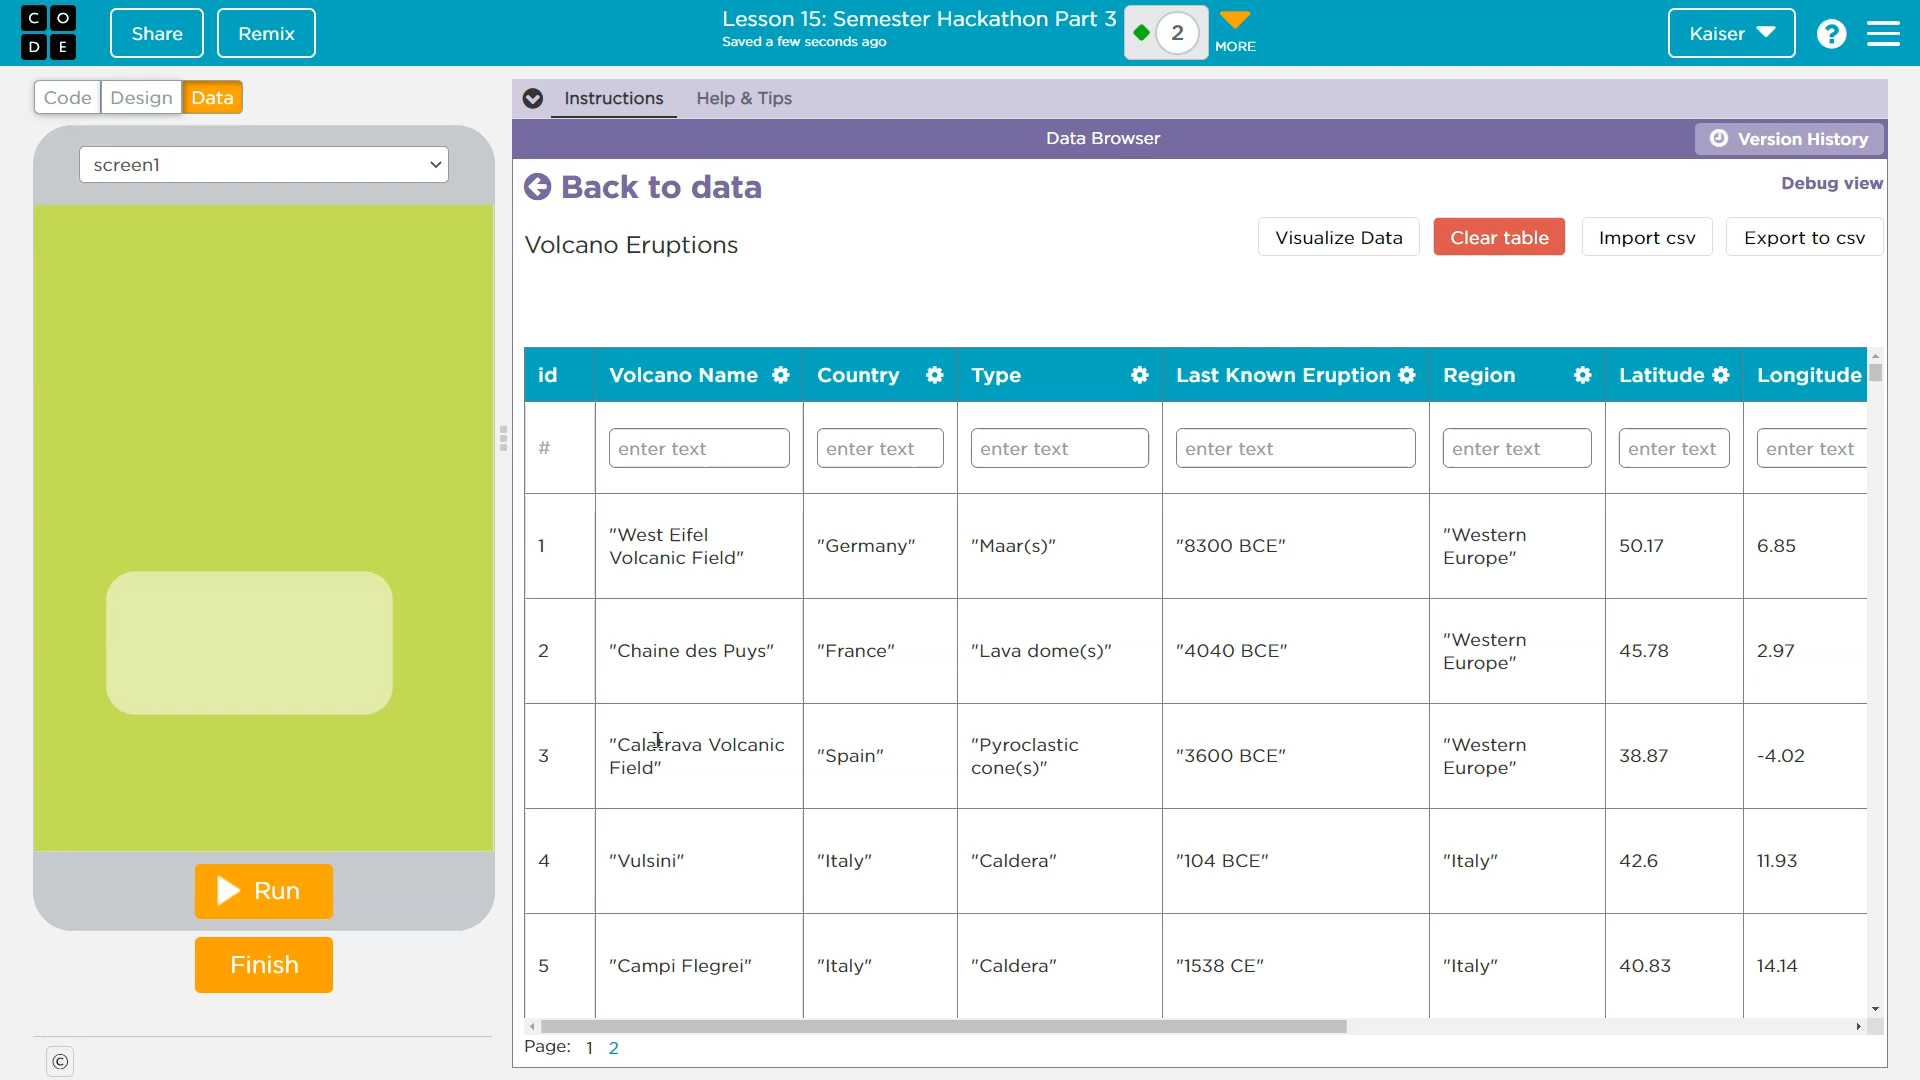 C O
D E
Share
Remix
Lesson 15: Semester Hackathon Part 3
Saved a few seconds ago
2
MORE
Kaiser
?
Code
Design
Data
screen1
Run
Finish
©
Instructions
Help & Tips
Data Browser
Version History
Back to data
Debug view
Volcano Eruptions
Visualize Data
Clear table
Import csv
Export to csv
id
Volcano Name
Country
Type
Last Known Eruption
Region
Latitude
Longitude
#
enter text
enter text
enter text
enter text
enter text
enter text
enter text
1
"West Eifel
Volcanic Field"
"Germany"
"Maar(s)"
"8300 BCE"
"Western
Europe"
50.17
6.85
2
"Chaine des Puys"
"France"
"Lava dome(s)"
"4040 BCE"
"Western
Europe"
45.78
2.97
3
"Calatrava Volcanic
Field"
"Spain"
"Pyroclastic
cone(s)"
"3600 BCE"
"Western
Europe"
38.87
-4.02
4
"Vulsini"
"Italy"
"Caldera"
"104 BCE"
"Italy"
42.6
11.93
5
"Campi Flegrei"
"Italy"
"Caldera"
"1538 CE"
"Italy"
40.83
14.14
Page: 1 2